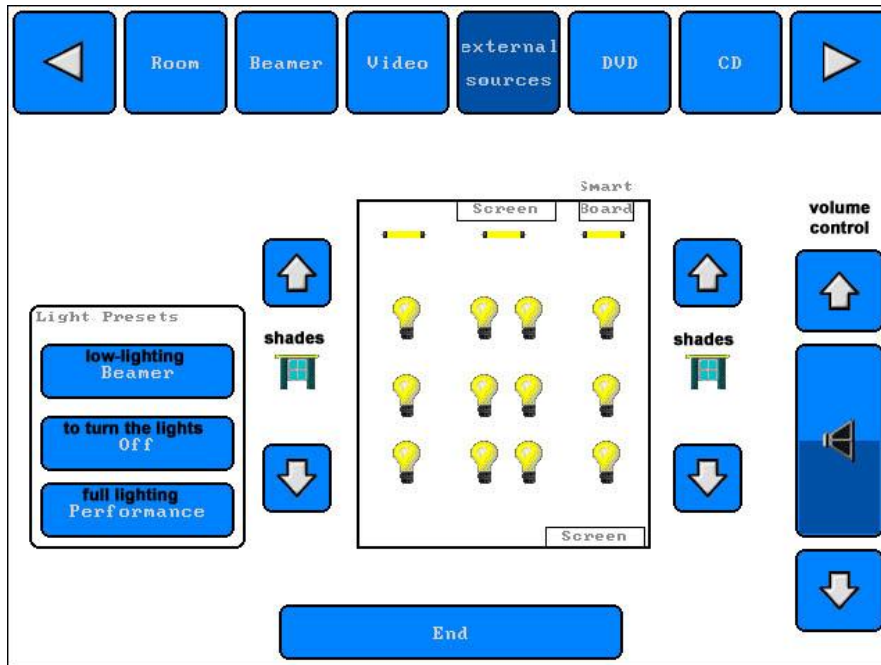 Room
Beamer
Video
external
sources
DVD
CD
Smart
Board
Screen
volume
control
Light Presets
low-lighting
Beamer
to turn the lights
Off
full lighting
Performance
shades
shades
Screen
End